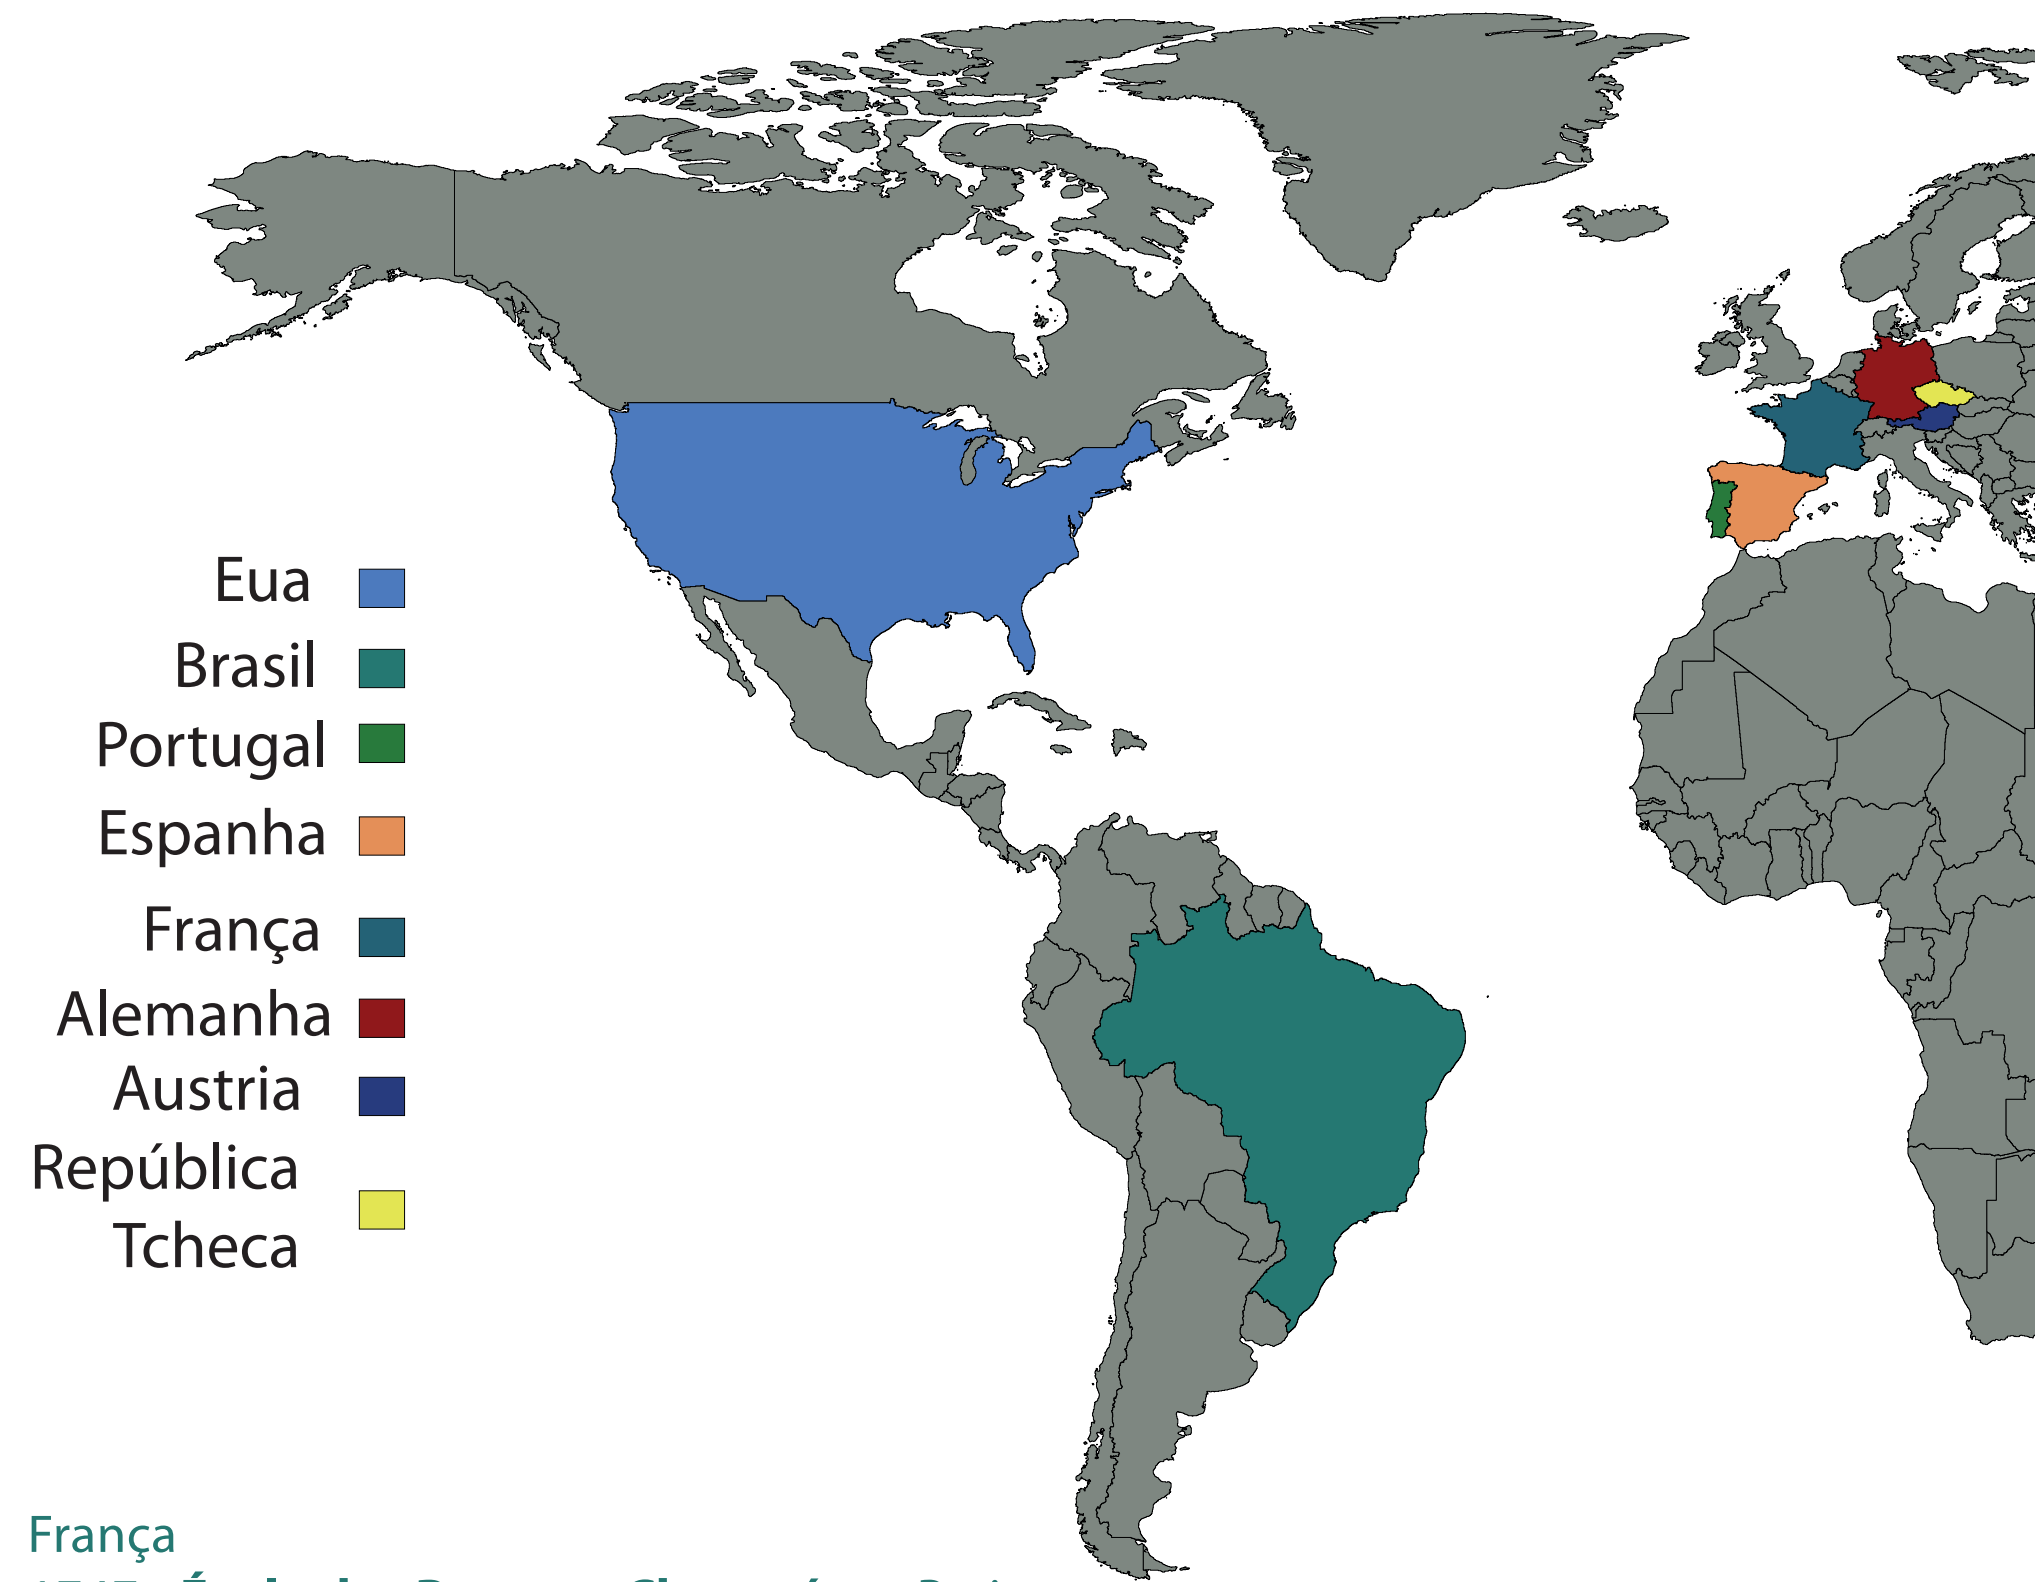 Eua
Brasil
Portugal
Espanha
França
Alemanha
Austria
República
Tcheca
França